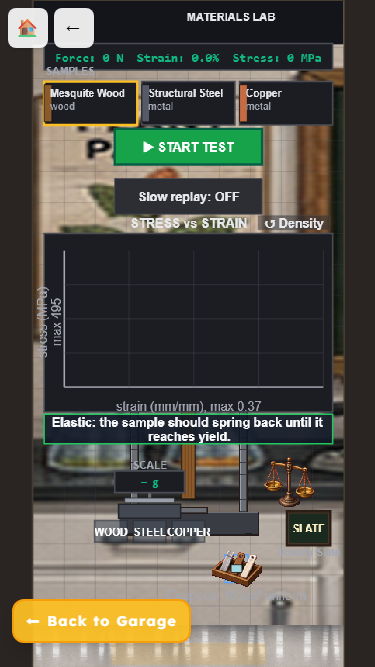 MATERIALS LAB
Force: 0 N Strain: 0.0% Stress: 0 MPa
SAMPLES
Mesquite Wood
wood
Structural Steel
metal
Copper
metal
▶ START TEST
Slow replay: OFF
STRESS vs STRAIN
↺ Density
stress (MPa)
max 495
strain (mm/mm), max 0.37
Elastic: the sample should spring back until it
reaches yield.
SCALE
- g
WOOD STEEL COPPER
SLATE
← Back to Garage